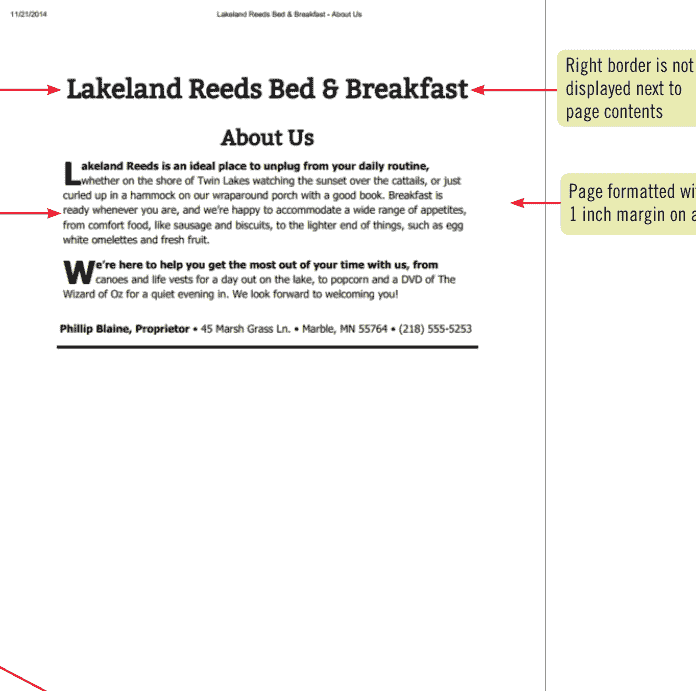 11/21/2014
Lakeland Reeds Bed & Breakfast - About Us
Lakeland Reeds Bed & Breakfast
About Us
Lakeland Reeds is an ideal place to unplug from your daily routine,
whether on the shore of Twin Lakes watching the sunset over the cattails, or just
curled up in a hammock on our wraparound porch with a good book. Breakfast is
ready whenever you are, and we're happy to accommodate a wide range of appetites,
from comfort food, like sausage and biscuits, to the lighter end of things, such as egg
white omelettes and fresh fruit.
We're here to help you get the most out of your time with us, from
canoes and life vests for a day out on the lake, to popcorn and a DVD of The
Wizard of Oz for a quiet evening in. We look forward to welcoming you!
Phillip Blaine, Proprietor • 45 Marsh Grass Ln. • Marble, MN 55764 • (218) 555-5253
Right border is not
displayed next to
page contents
Page formatted
1 inch margin on